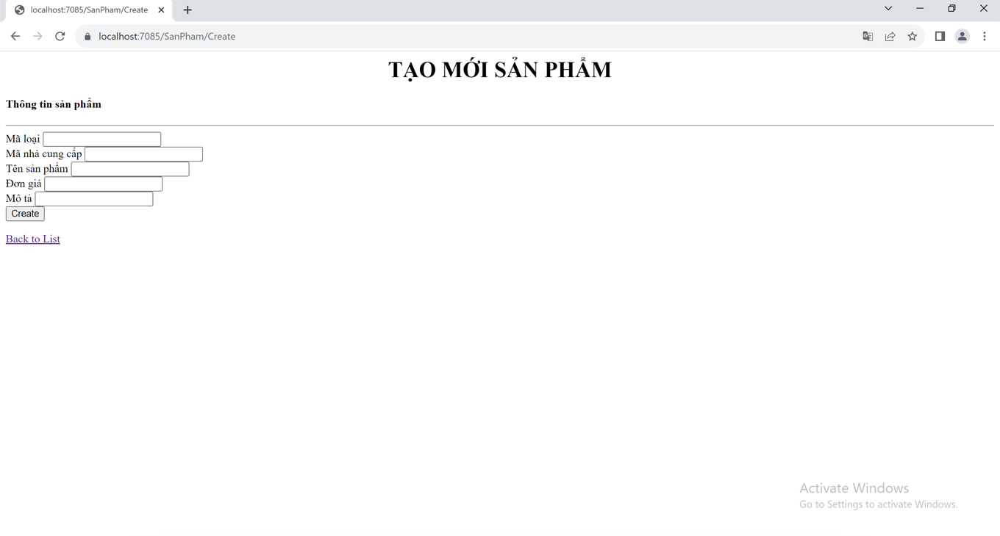 localhost:7085/SanPham/Create
localhost:7085/SanPham/Create
TẠO MỚI SẢN PHẨM
Thông tin sản phẩm
Mã loại
Mã nhà cung cấp
Tên sản phẩm
Đơn giá
Mô tả
Create
Back to List
Activate Windows
Go to Settings to activate Windows.